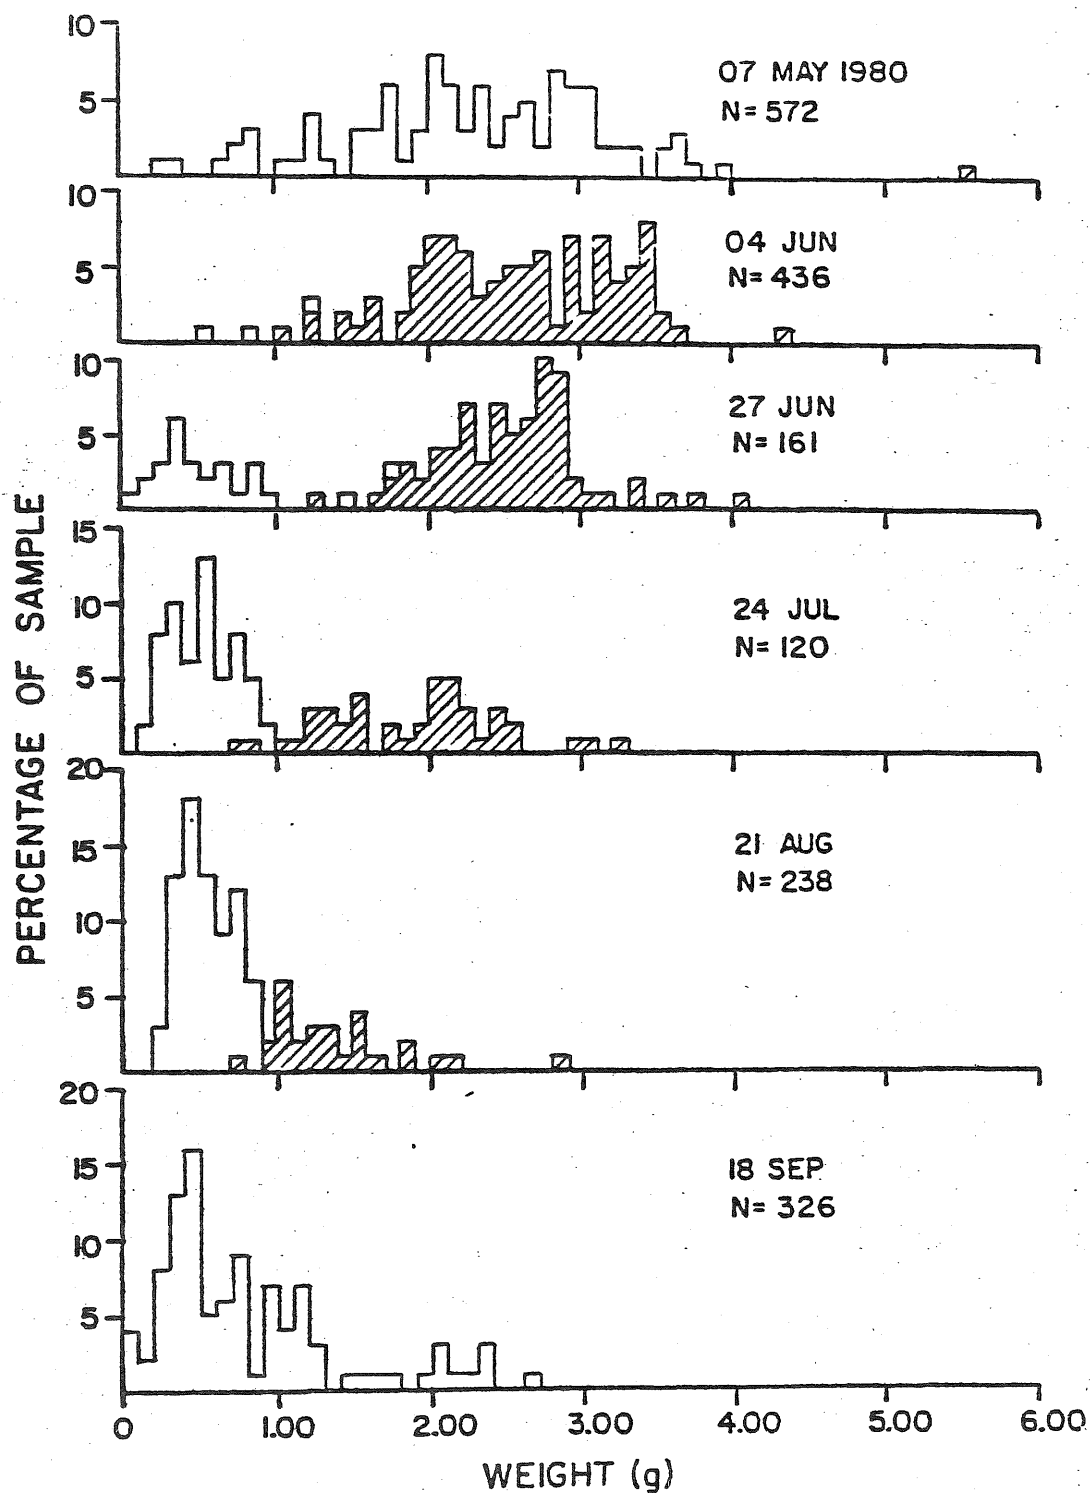 PERCENTAGE OF SAMPLE
10
5
07 MAY 1980
N= 572
10
5
04 JUN
N= 436
10
5
27 JUN
N= 161
15
10
5
24 JUL
N= 120
20
15
10
5
21 AUG
N= 238
20
15
10
5
18 SEP
N= 326
0 1.00 2.00 3.00 4.00 5.00 6.00
WEIGHT (g)